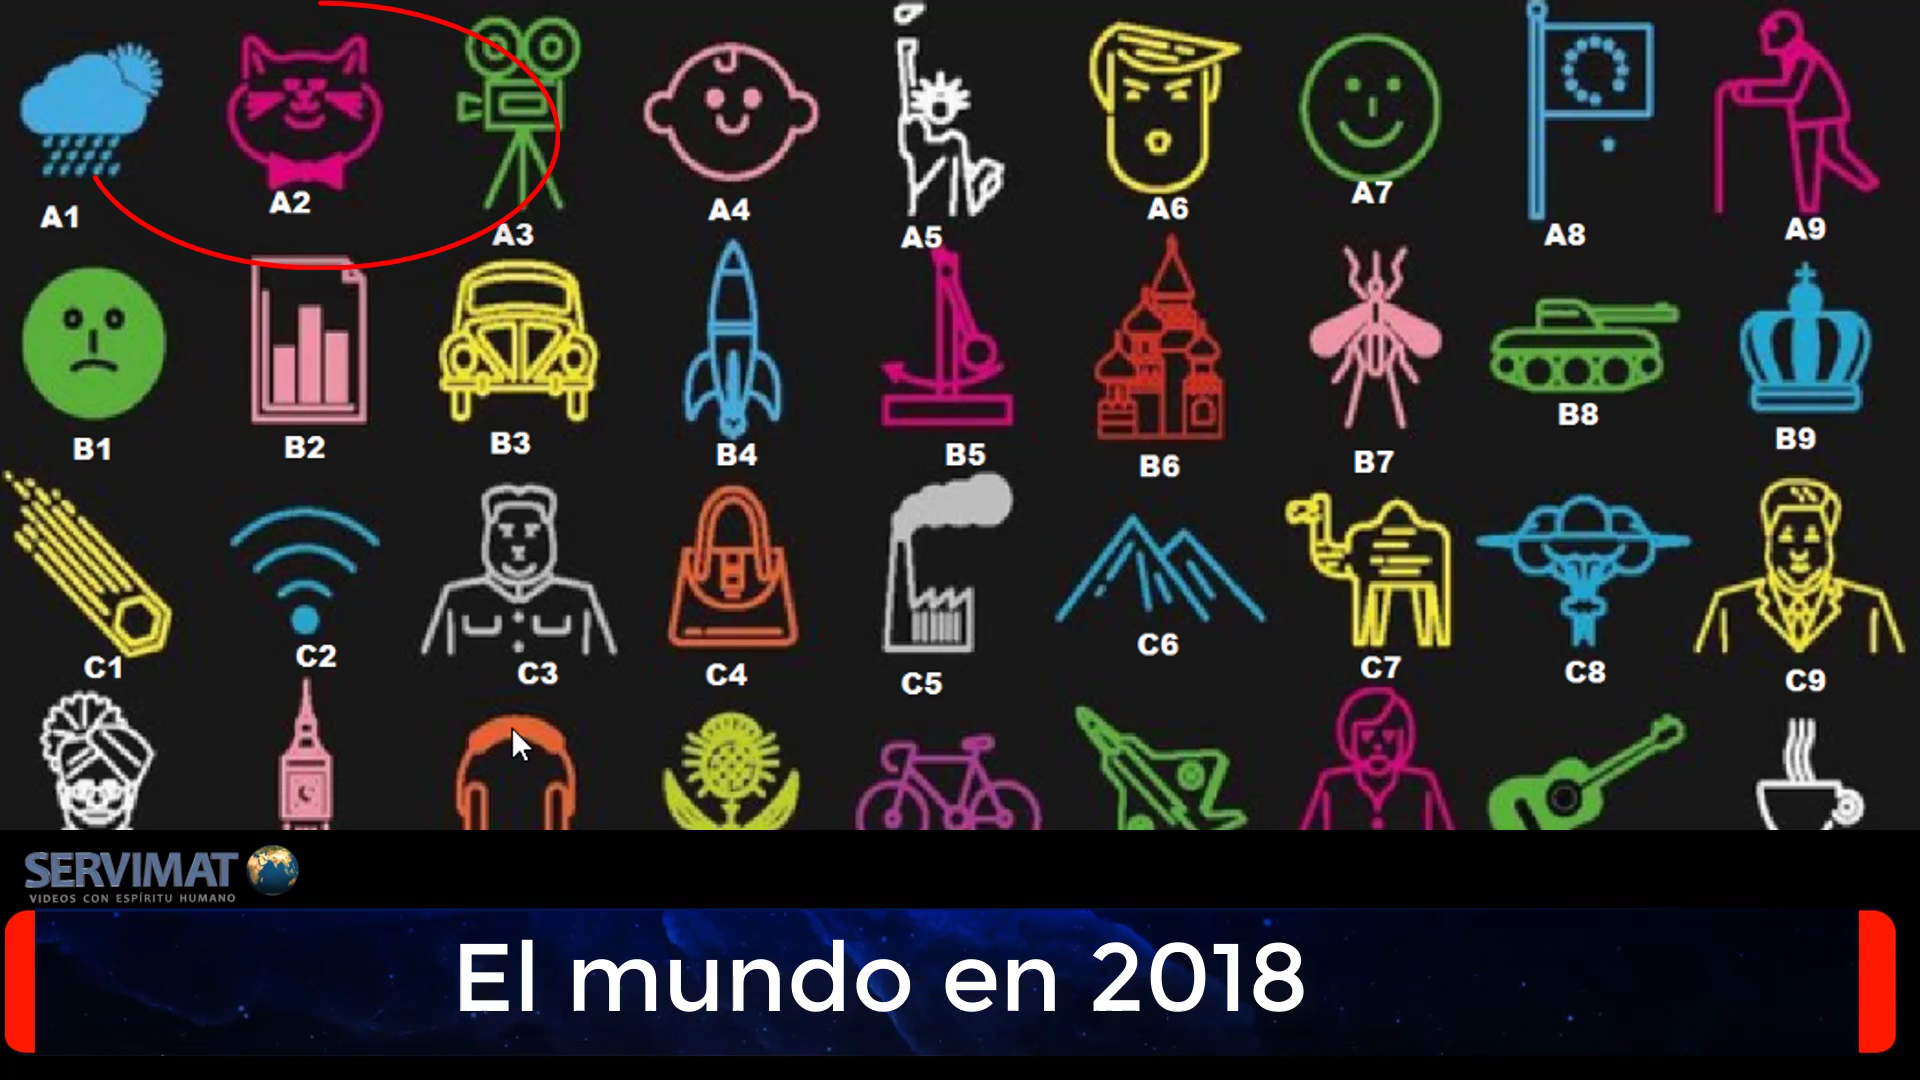 A1
A2
A3
A4
A5
A6
A7
A8
A9
B1
B2
B3
B4
B5
B6
B7
B8
B9
C1
C2
C3
C4
C5
C6
C7
C8
C9
SERVIMAT
VIDEOS CON ESPÍRITU HUMANO
El mundo en 2018